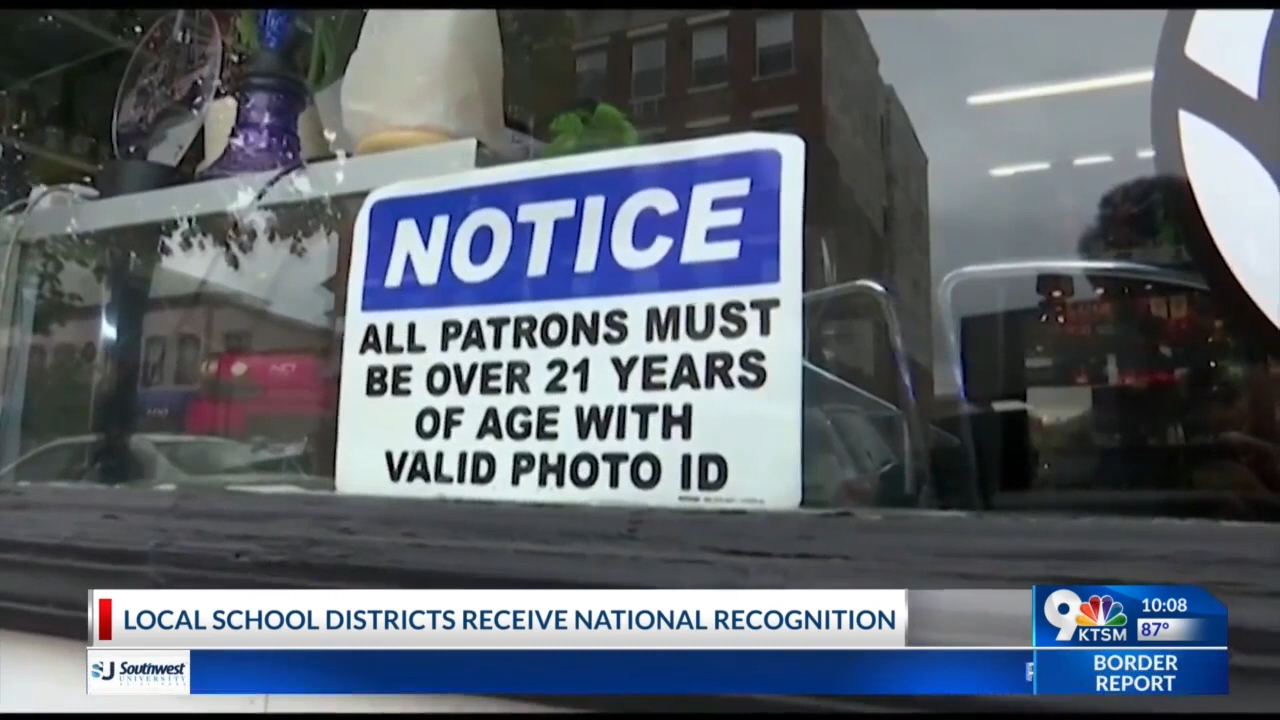 NOTICE
ALL PATRONS MUST
BE OVER 21 YEARS
OF AGE WITH
VALID PHOTO ID
LOCAL SCHOOL DISTRICTS RECEIVE NATIONAL RECOGNITION
9 KTSM
10:08
87°
Southwest
UNIVERSITY
BORDER
REPORT